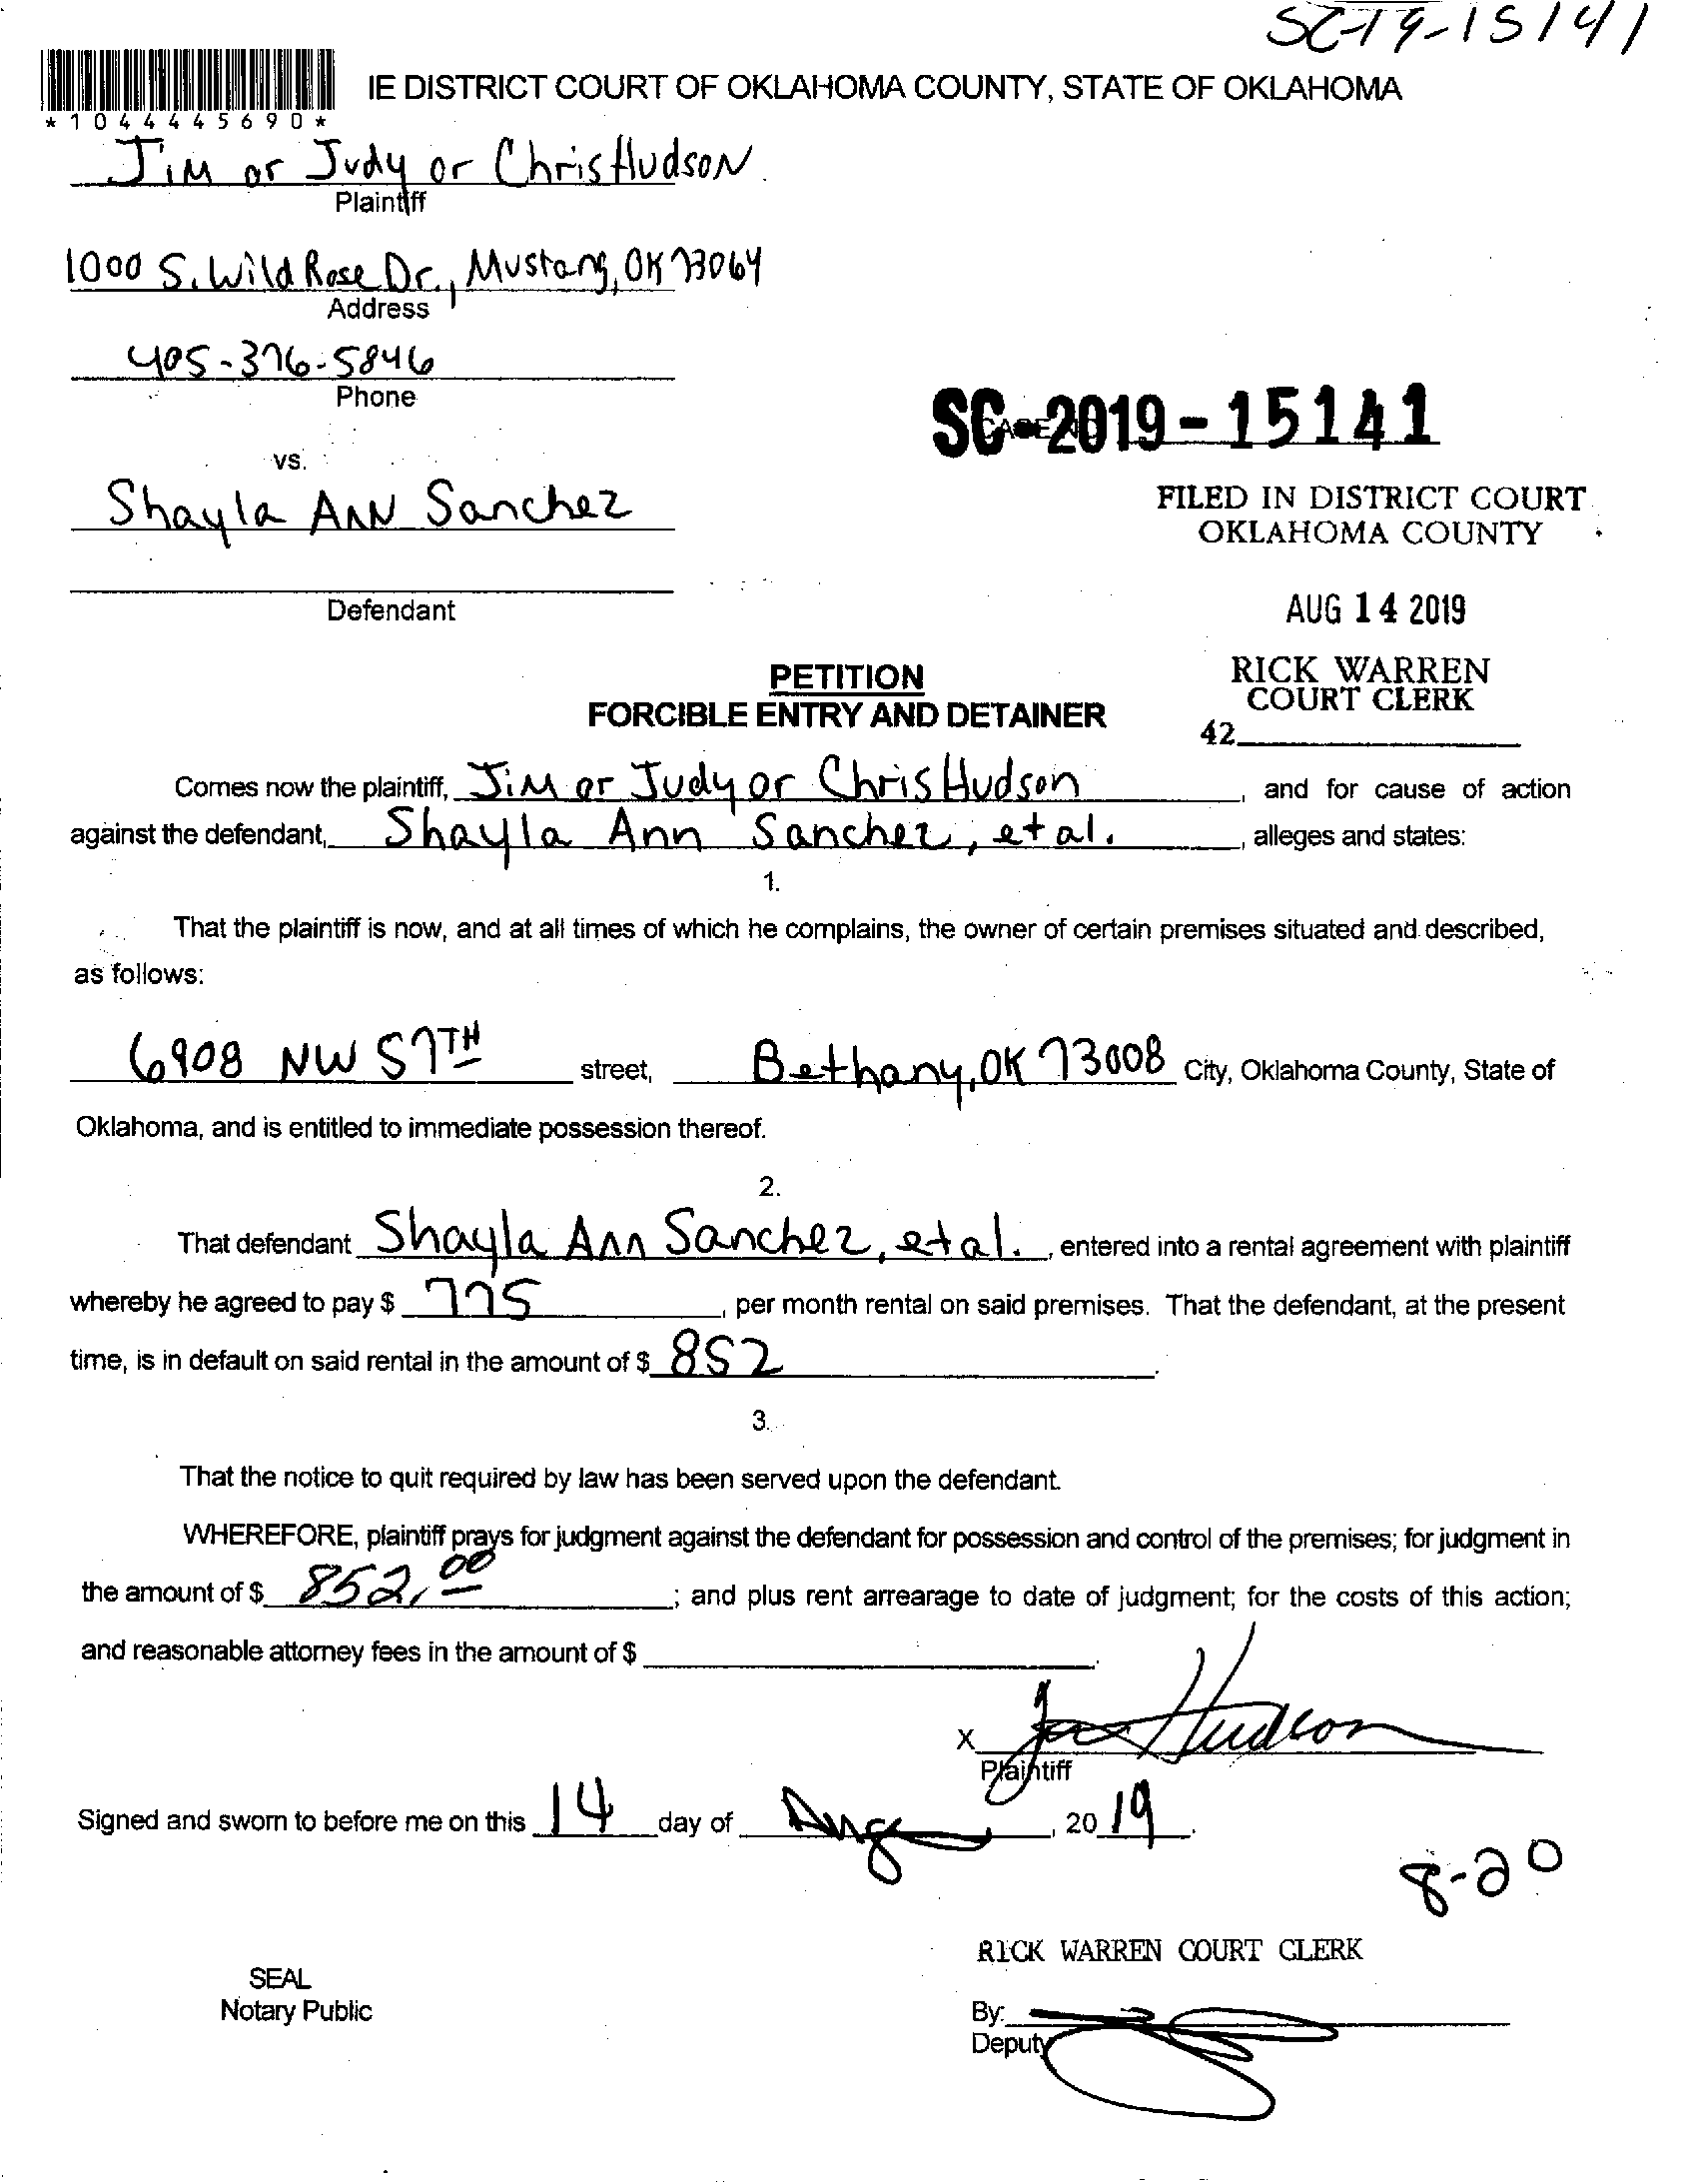 SC-19-15141
IE DISTRICT COURT OF OKLAHOMA COUNTY, STATE OF OKLAHOMA
*1044445690*
Jim or Judy or Chris Hudson
Plaintiff
1000 S. Wild Rose Dr., Mustang, OK 73064
Address
405-376-5846
Phone
SC-2019-15141
vs.
Shayla Ann Sanchez
FILED IN DISTRICT COURT
OKLAHOMA COUNTY
Defendant
AUG 14 2019
PETITION
FORCIBLE ENTRY AND DETAINER
RICK WARREN
COURT CLERK
42
Comes now the plaintiff, Jim or Judy or Chris Hudson, and for cause of action
against the defendant, Shayla Ann Sanchez, et al., alleges and states:
1.
That the plaintiff is now, and at all times of which he complains, the owner of certain premises situated and described,
as follows:
6908 NW 57TH street, Bethany, OK 73008 City, Oklahoma County, State of
Oklahoma, and is entitled to immediate possession thereof.
2.
That defendant Shayla Ann Sanchez, et al., entered into a rental agreement with plaintiff
whereby he agreed to pay $ 775, per month rental on said premises. That the defendant, at the present
time, is in default on said rental in the amount of $ 852.
3.
That the notice to quit required by law has been served upon the defendant.
WHEREFORE, plaintiff prays for judgment against the defendant for possession and control of the premises; for judgment in
the amount of $ 852.00; and plus rent arrearage to date of judgment; for the costs of this action;
and reasonable attorney fees in the amount of $
X Hudson
Plaintiff
Signed and sworn to before me on this 14 day of Aug, 2019.
8-20
RICK WARREN COURT CLERK
SEAL
Notary Public
By:
Deputy